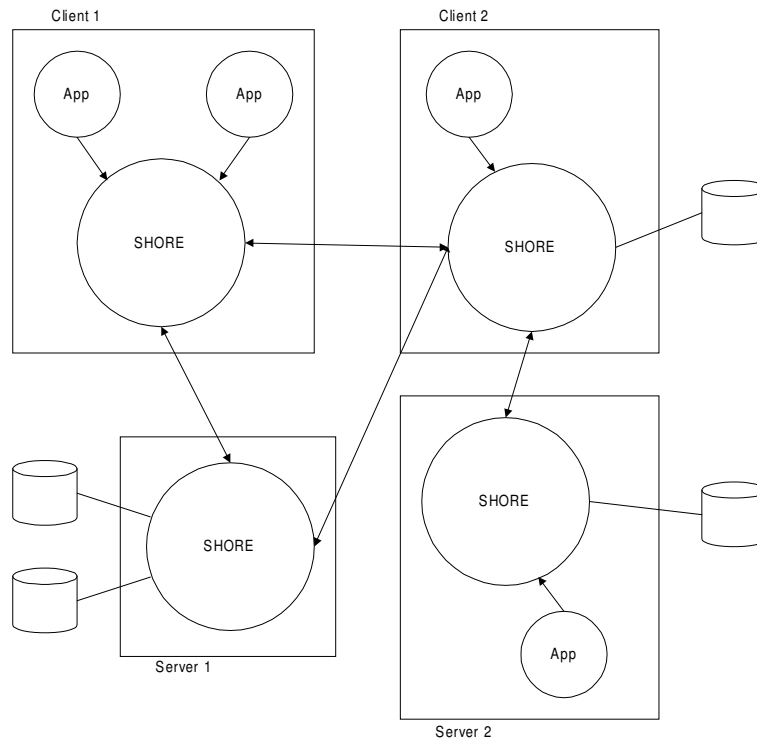 Client 1
Client 2
App
App
App
SHORE
SHORE
SHORE
SHORE
App
Server 1
Server 2